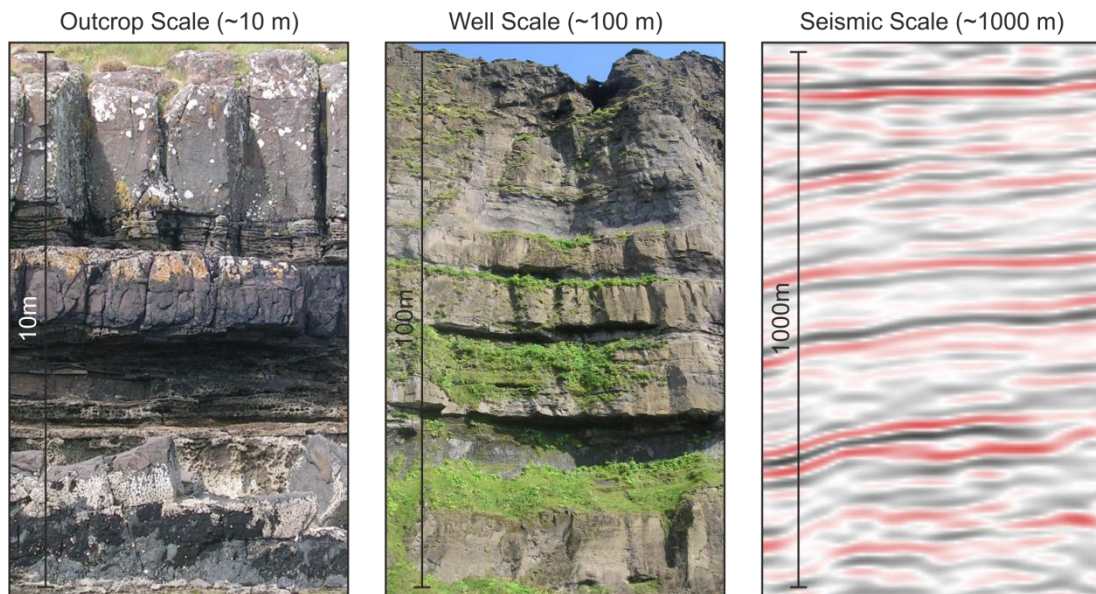 Outcrop Scale (~10 m)
Well Scale (~100 m)
Seismic Scale (~1000 m)
10m
100m
1000m